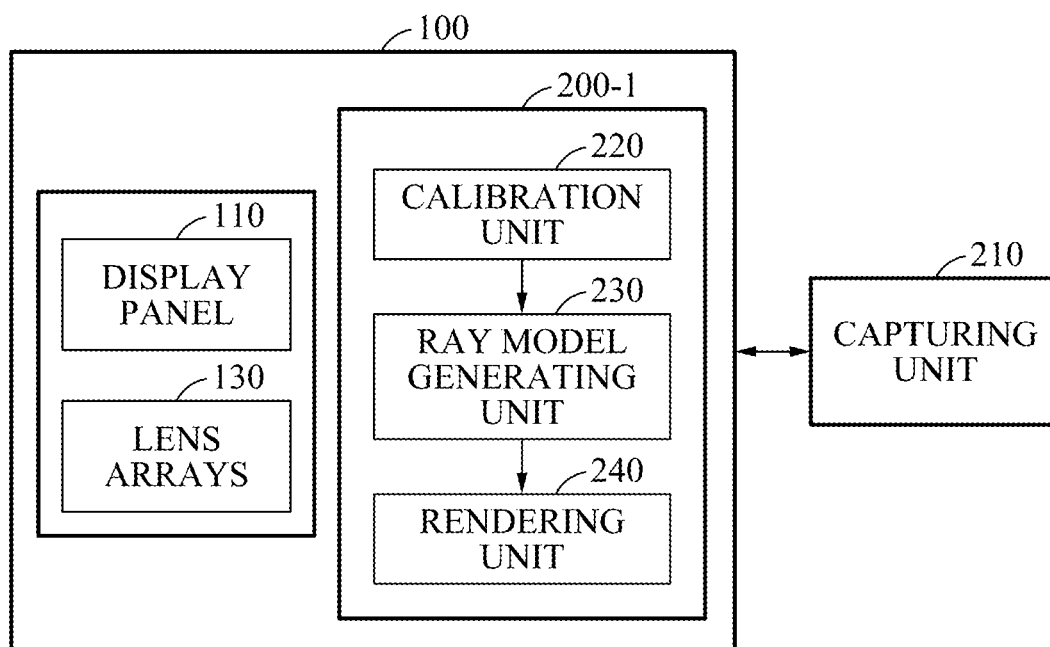 100
200-1
220
CALIBRATION
UNIT
110
DISPLAY
PANEL
230
RAY MODEL
GENERATING
UNIT
210
CAPTURING
UNIT
130
LENS
ARRAYS
240
RENDERING
UNIT